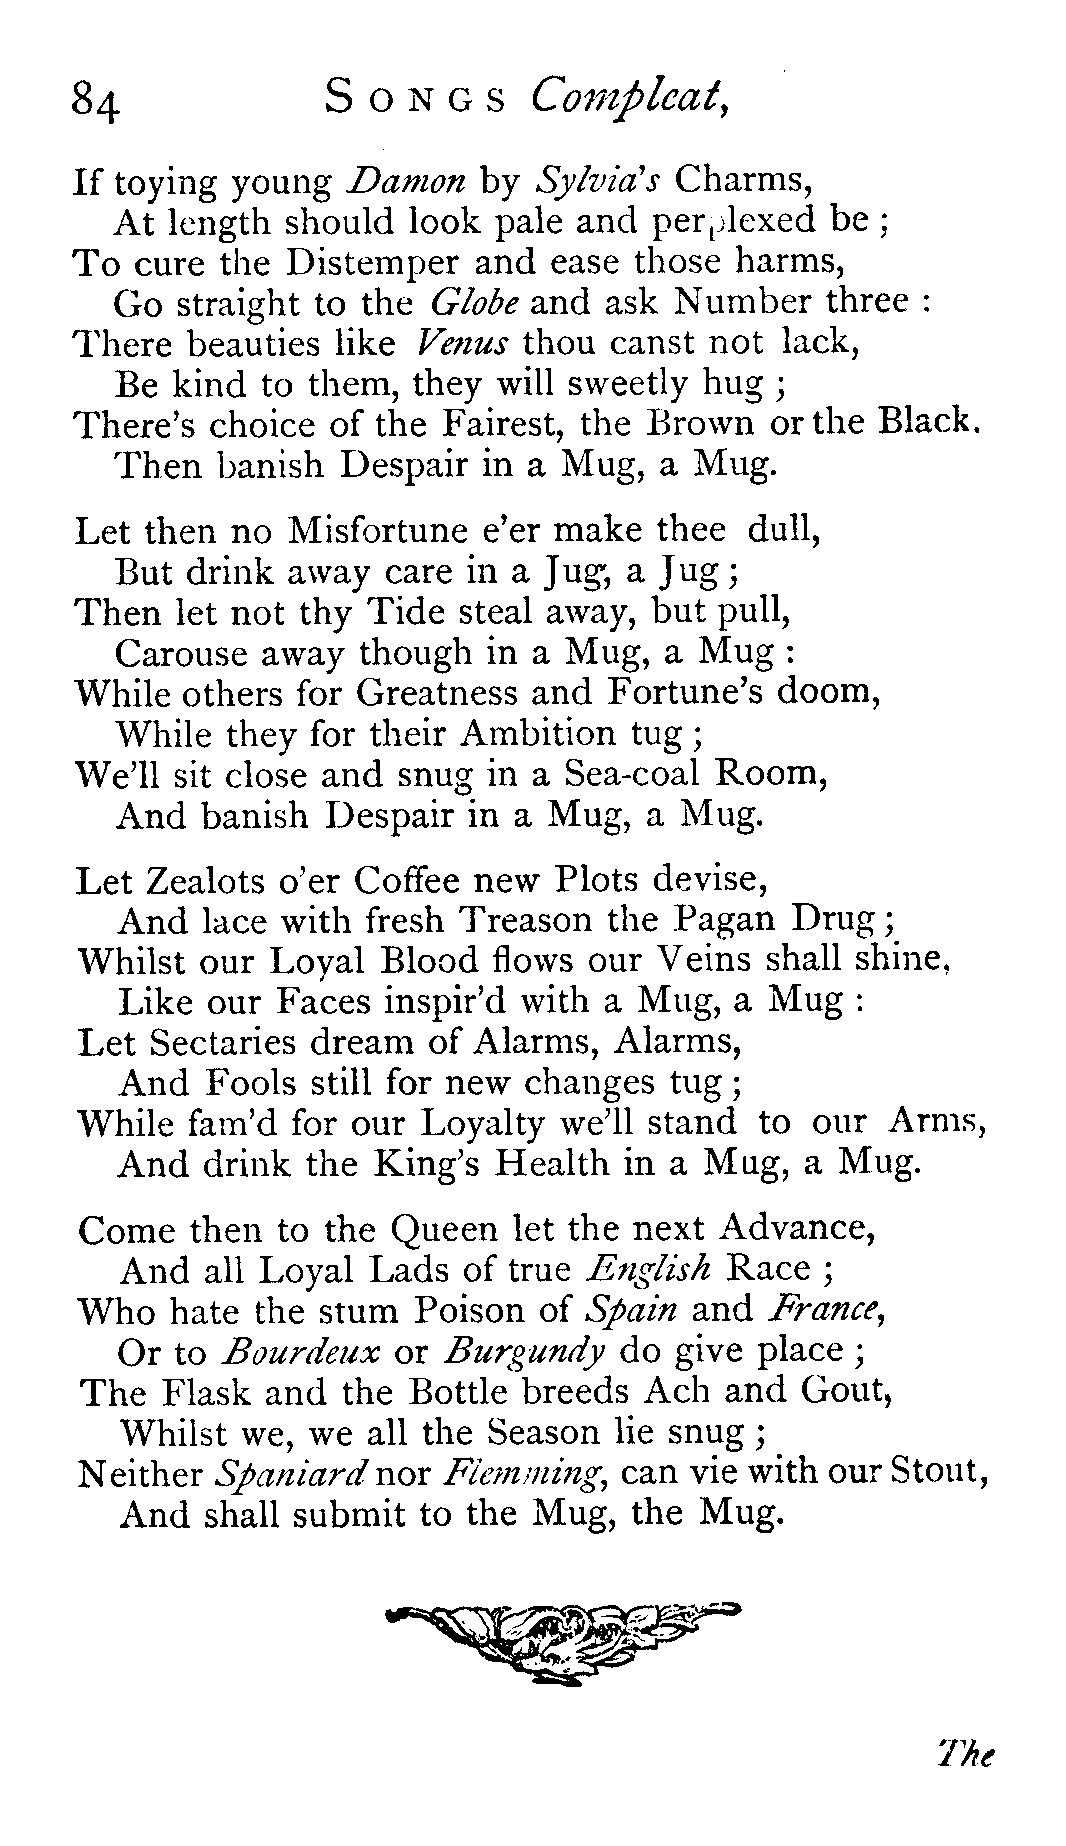 84 SONGS Compleat,
If toying young Damon by Sylvia's Charms,
At length should look pale and perplexed be ;
To cure the Distemper and ease those harms,
Go straight to the Globe and ask Number three :
There beauties like Venus thou canst not lack,
Be kind to them, they will sweetly hug ;
There's choice of the Fairest, the Brown or the Black.
Then banish Despair in a Mug, a Mug.
Let then no Misfortune e'er make thee dull,
But drink away care in a Jug, a Jug ;
Then let not thy Tide steal away, but pull,
Carouse away though in a Mug, a Mug :
While others for Greatness and Fortune's doom,
While they for their Ambition tug ;
We'll sit close and snug in a Sea-coal Room,
And banish Despair in a Mug, a Mug.
Let Zealots o'er Coffee new Plots devise,
And lace with fresh Treason the Pagan Drug ;
Whilst our Loyal Blood flows our Veins shall shine,
Like our Faces inspir'd with a Mug, a Mug :
Let Sectaries dream of Alarms, Alarms,
And Fools still for new changes tug ;
While fam'd for our Loyalty we'll stand to our Arms,
And drink the King's Health in a Mug, a Mug.
Come then to the Queen let the next Advance,
And all Loyal Lads of true English Race ;
Who hate the stum Poison of Spain and France,
Or to Bourdeux or Burgundy do give place ;
The Flask and the Bottle breeds Ach and Gout,
Whilst we, we all the Season lie snug ;
Neither Spaniard nor Flemming, can vie with our Stout,
And shall submit to the Mug, the Mug.
The